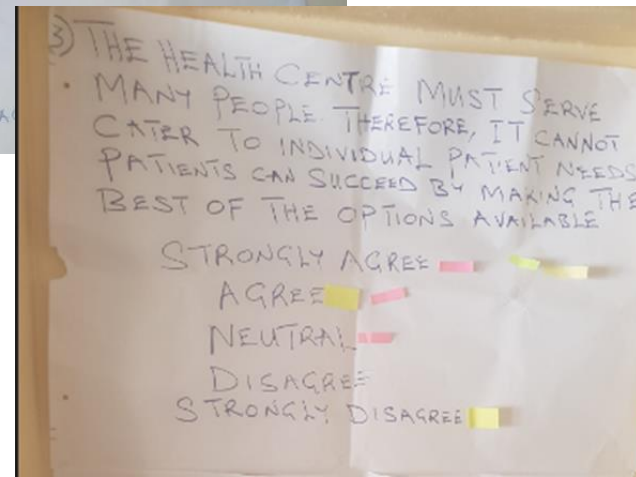 3) THE HEALTH CENTRE MUST SERVE
MANY PEOPLE. THEREFORE, IT CANNOT
CATER TO INDIVIDUAL PATIENT NEEDS
PATIENTS CAN SUCCEED BY MAKING THE
BEST OF THE OPTIONS AVAILABLE
STRONGLY AGREE
AGREE
NEUTRAL
DISAGREE
STRONGLY DISAGREE